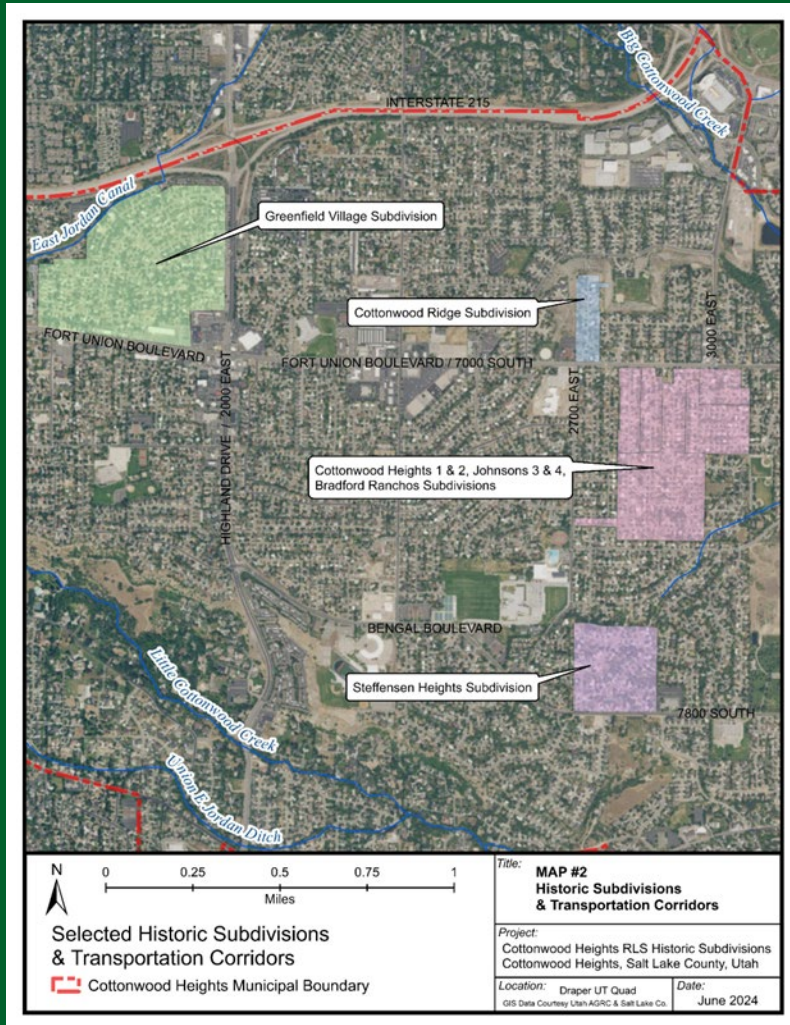 INTERSTATE 215
Big Cottonwood Creek
East Jordan Canal
Greenfield Village Subdivision
Cottonwood Ridge Subdivision
3000 EAST
FORT UNION BOULEVARD
FORT UNION BOULEVARD / 7000 SOUTH
2700 EAST
HIGHLAND DRIVE / 2000 EAST
Cottonwood Heights 1 & 2, Johnsons 3 & 4,
Bradford Ranchos Subdivisions
BENGAL BOULEVARD
Little Cottonwood Creek
Steffensen Heights Subdivision
7800 SOUTH
Union E Jordan Ditch
N
0 0.25 0.5 0.75 1
Miles
Selected Historic Subdivisions
& Transportation Corridors
Cottonwood Heights Municipal Boundary
Title:
MAP #2
Historic Subdivisions
& Transportation Corridors
Project:
Cottonwood Heights RLS Historic Subdivisions
Cottonwood Heights, Salt Lake County, Utah
Location: Draper UT Quad
GIS Data Courtesy Utah AGRC & Salt Lake Co.
Date:
June 2024